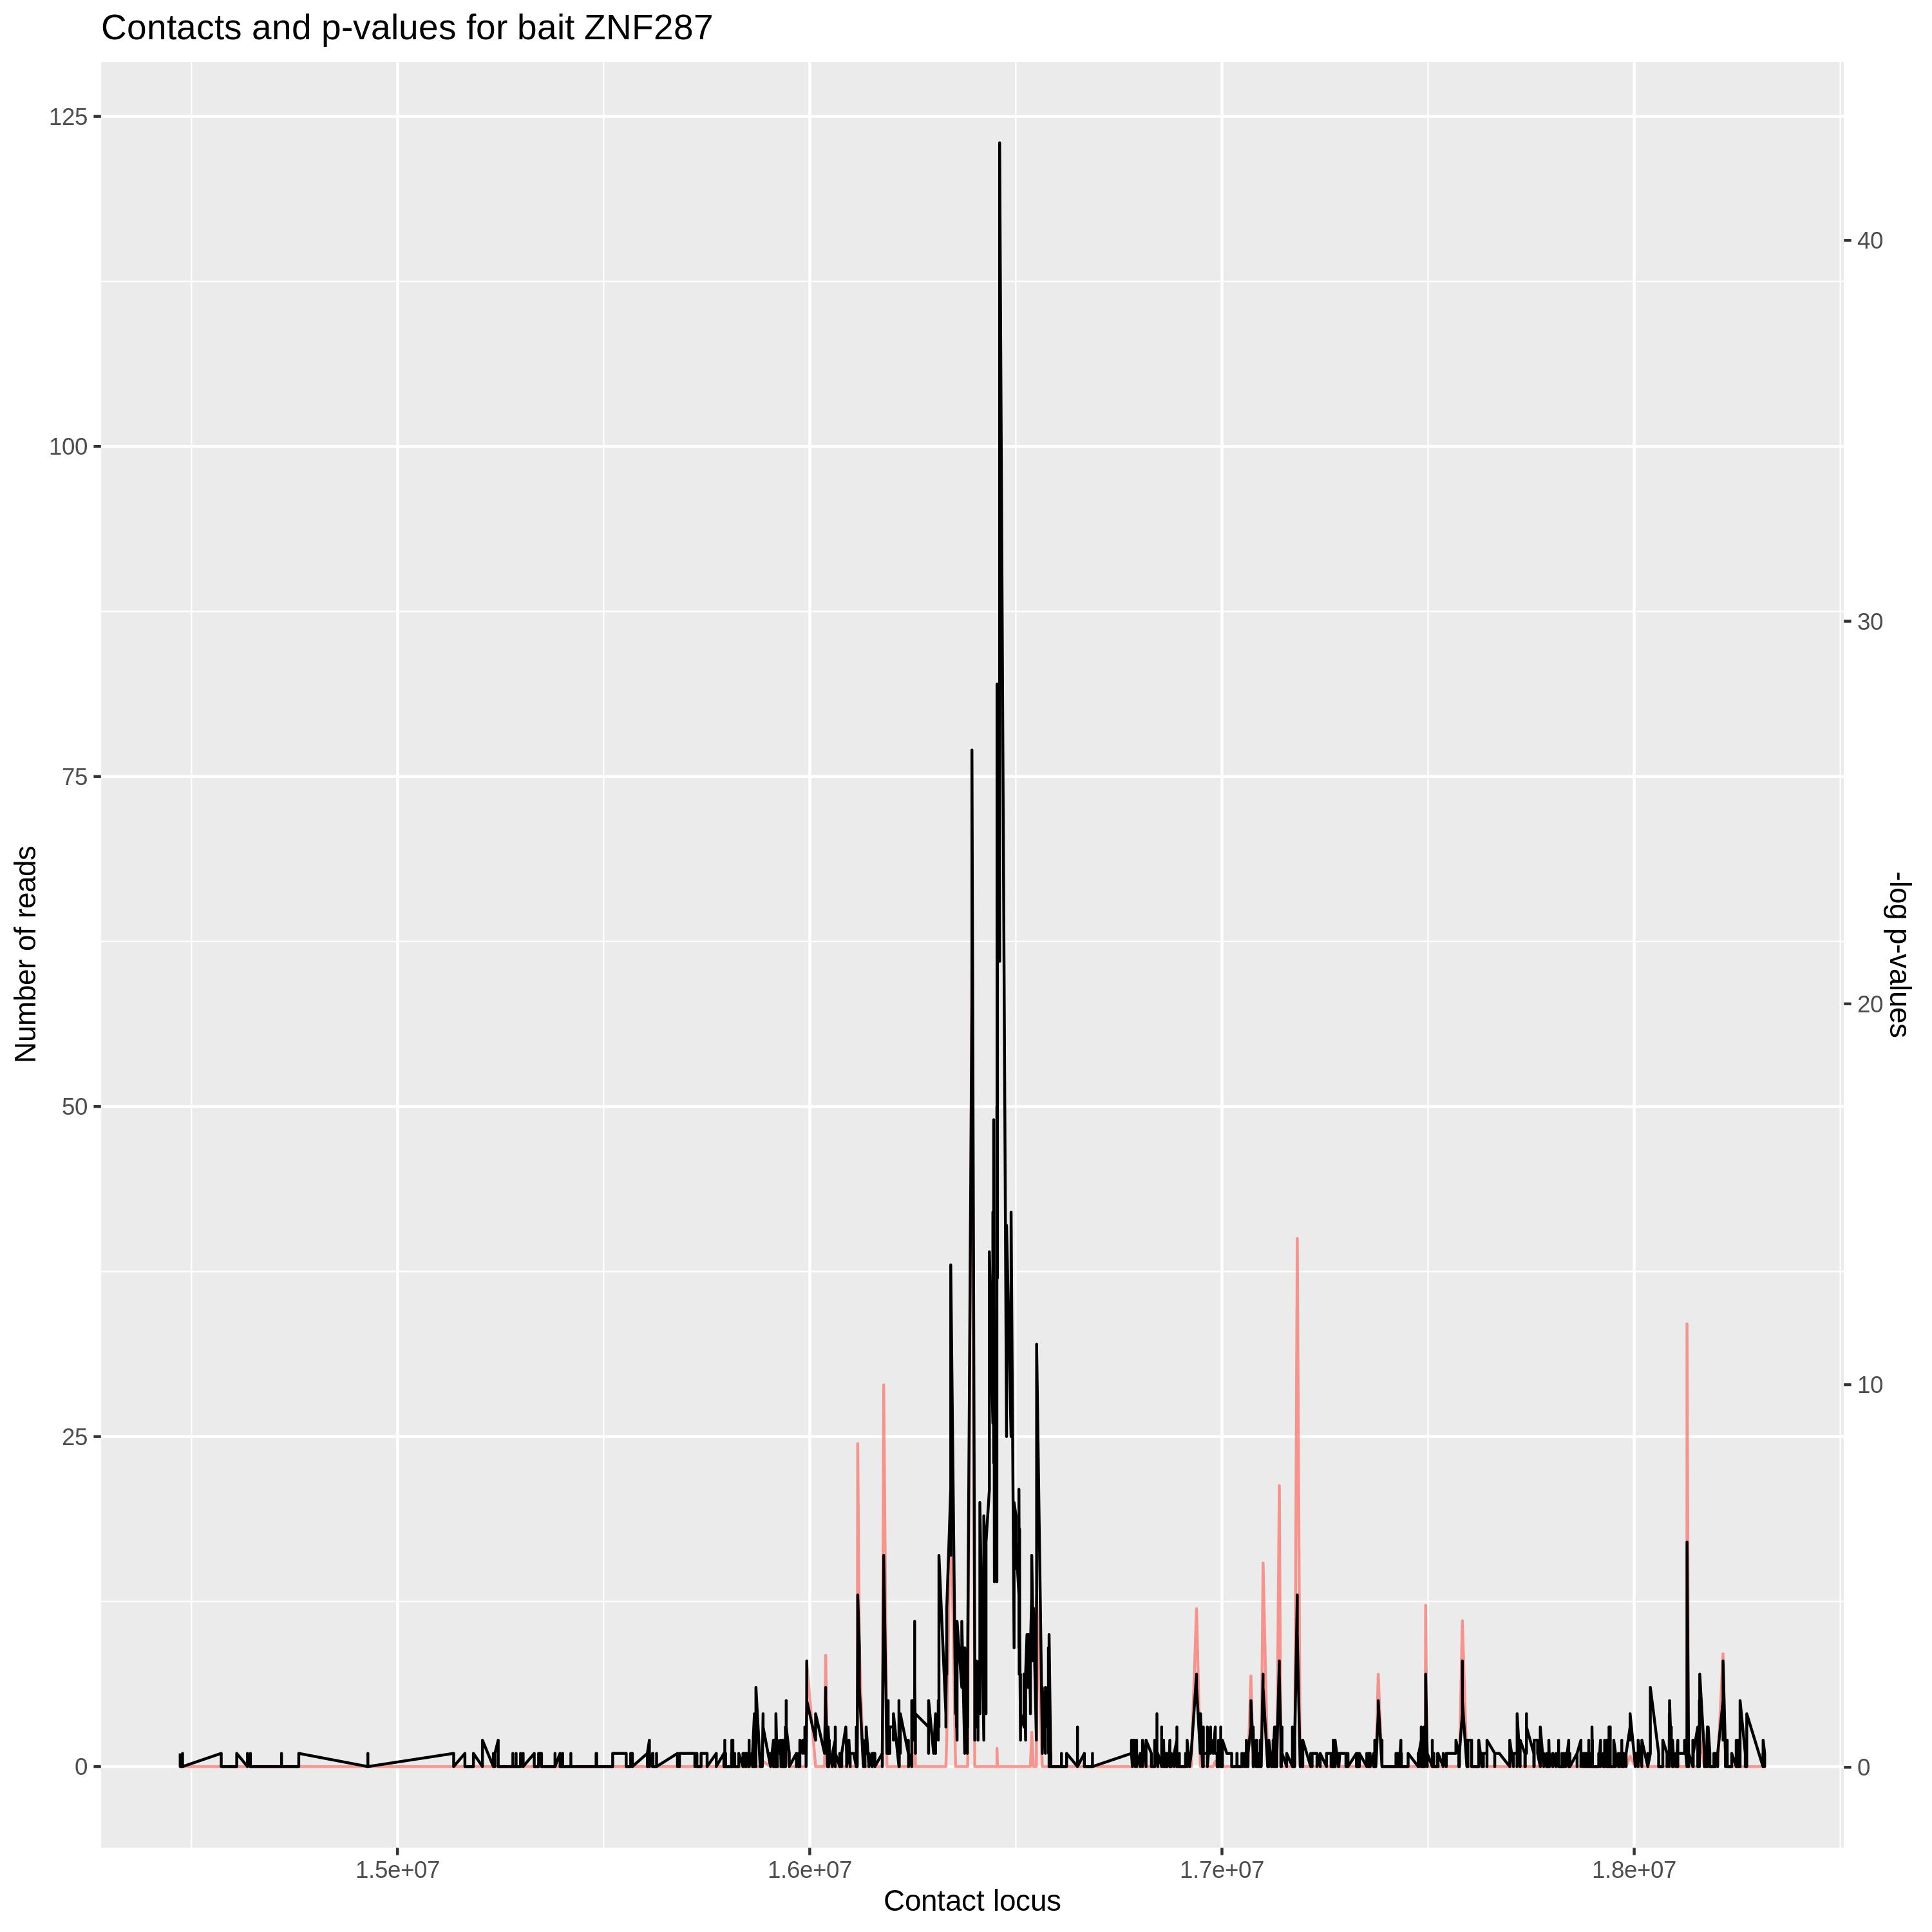 Contacts and p-values for bait ZNF287
125
100
75
50
25
0
Number of reads
40
30
20
10
0
-log p-values
1.5e+07 1.6e+07 1.7e+07 1.8e+07
Contact locus